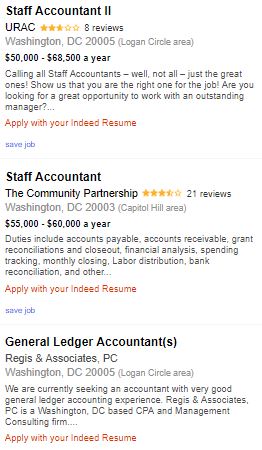 Staff Accountant II
URAC 8 reviews
Washington, DC 20005 (Logan Circle area)
$50,000 - $68,500 a year
Calling all Staff Accountants – well, not all – just the great
ones! Show us that you are the right one for the job! Are you
looking for a great opportunity to work with an outstanding
manager?...
Apply with your Indeed Resume
save job
Staff Accountant
The Community Partnership 21 reviews
Washington, DC 20003 (Capitol Hill area)
$55,000 - $60,000 a year
Duties include accounts payable, accounts receivable, grant
reconciliations and closeout, financial analysis, spending
tracking, monthly closing, Labor distribution, bank
reconciliation, and other...
Apply with your Indeed Resume
save job
General Ledger Accountant(s)
Regis & Associates, PC
Washington, DC 20005 (Logan Circle area)
We are currently seeking an accountant with very good
general ledger accounting experience. Regis & Associates,
PC is a Washington, DC based CPA and Management
Consulting firm....
Apply with your Indeed Resume